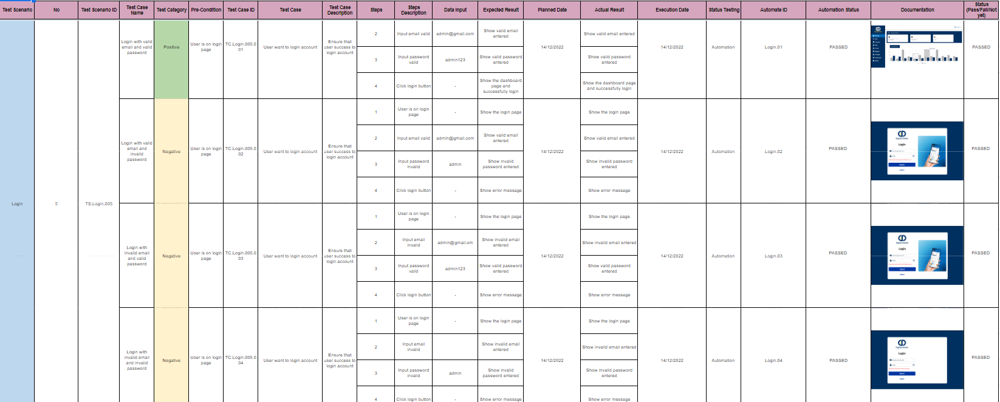 Test Scenario
No
Test Scenario ID
Test Case
Name
Test Category
Pre-Condition
Test Case ID
Test Case
Test Case
Description
Steps
Steps
Description
Data Input
Expected Result
Planned Date
Actual Result
Execution Date
Status Testing
Automate ID
Automation Status
Documentation
Status
(Pass/Fail/Not
yet)
Login
5
TS.Login.005
Login with valid
email and valid
password
Positive
User is on login
page
TC.Login.005.0
01
User want to login account
Ensure that
user success to
login account
2
Input email valid
admin@gmail.com
Show valid email
entered
14/12/2022
Show valid email entered
14/12/2022
Automation
Login.01
PASSED
PASSED
3
Input password
valid
admin123
Show valid password
entered
Show valid password
entered
4
Click login button
-
Show the dashboard
page and
successfully login
Show the dashboard page
and successfully login
Login with valid
email and
invalid
password
Negative
User is on login
page
TC.Login.005.0
02
User want to login account
Ensure that
user success to
login account
1
User is on login
page
-
Show the login page
14/12/2022
Show the login page
14/12/2022
Automation
Login.02
PASSED
PASSED
2
Input email valid
admin@gmail.com
Show valid email
entered
Show valid email entered
3
Input password
invalid
admin
Show invalid
password entered
Show invalid password
entered
4
Click login button
-
Show error message
Show error message
Login
Login with
invalid email
and valid
password
Negative
User is on login
page
TC.Login.005.0
03
User want to login account
Ensure that
user success to
login account
1
User is on login
page
-
Show the login page
14/12/2022
Show the login page
14/12/2022
Automation
Login.03
PASSED
PASSED
2
Input email
invalid
admin@gmail.om
Show invalid email
entered
Show invalid email entered
3
Input password
valid
admin123
Show valid password
entered
Show valid password
entered
4
Click login button
-
Show error message
Show error message
Login
Login with
invalid email
and invalid
password
Negative
User is on login
page
TC.Login.005.0
04
User want to login account
Ensure that
user success to
login account
1
User is on login
page
-
Show the login page
14/12/2022
Show the login page
14/12/2022
Automation
Login.04
PASSED
PASSED
2
Input email
invalid
Show invalid email
entered
Show invalid email entered
3
Input password
invalid
admin
Show invalid
password entered
Show invalid password
entered
4
Click login button
-
Show error message
Show error message
Login